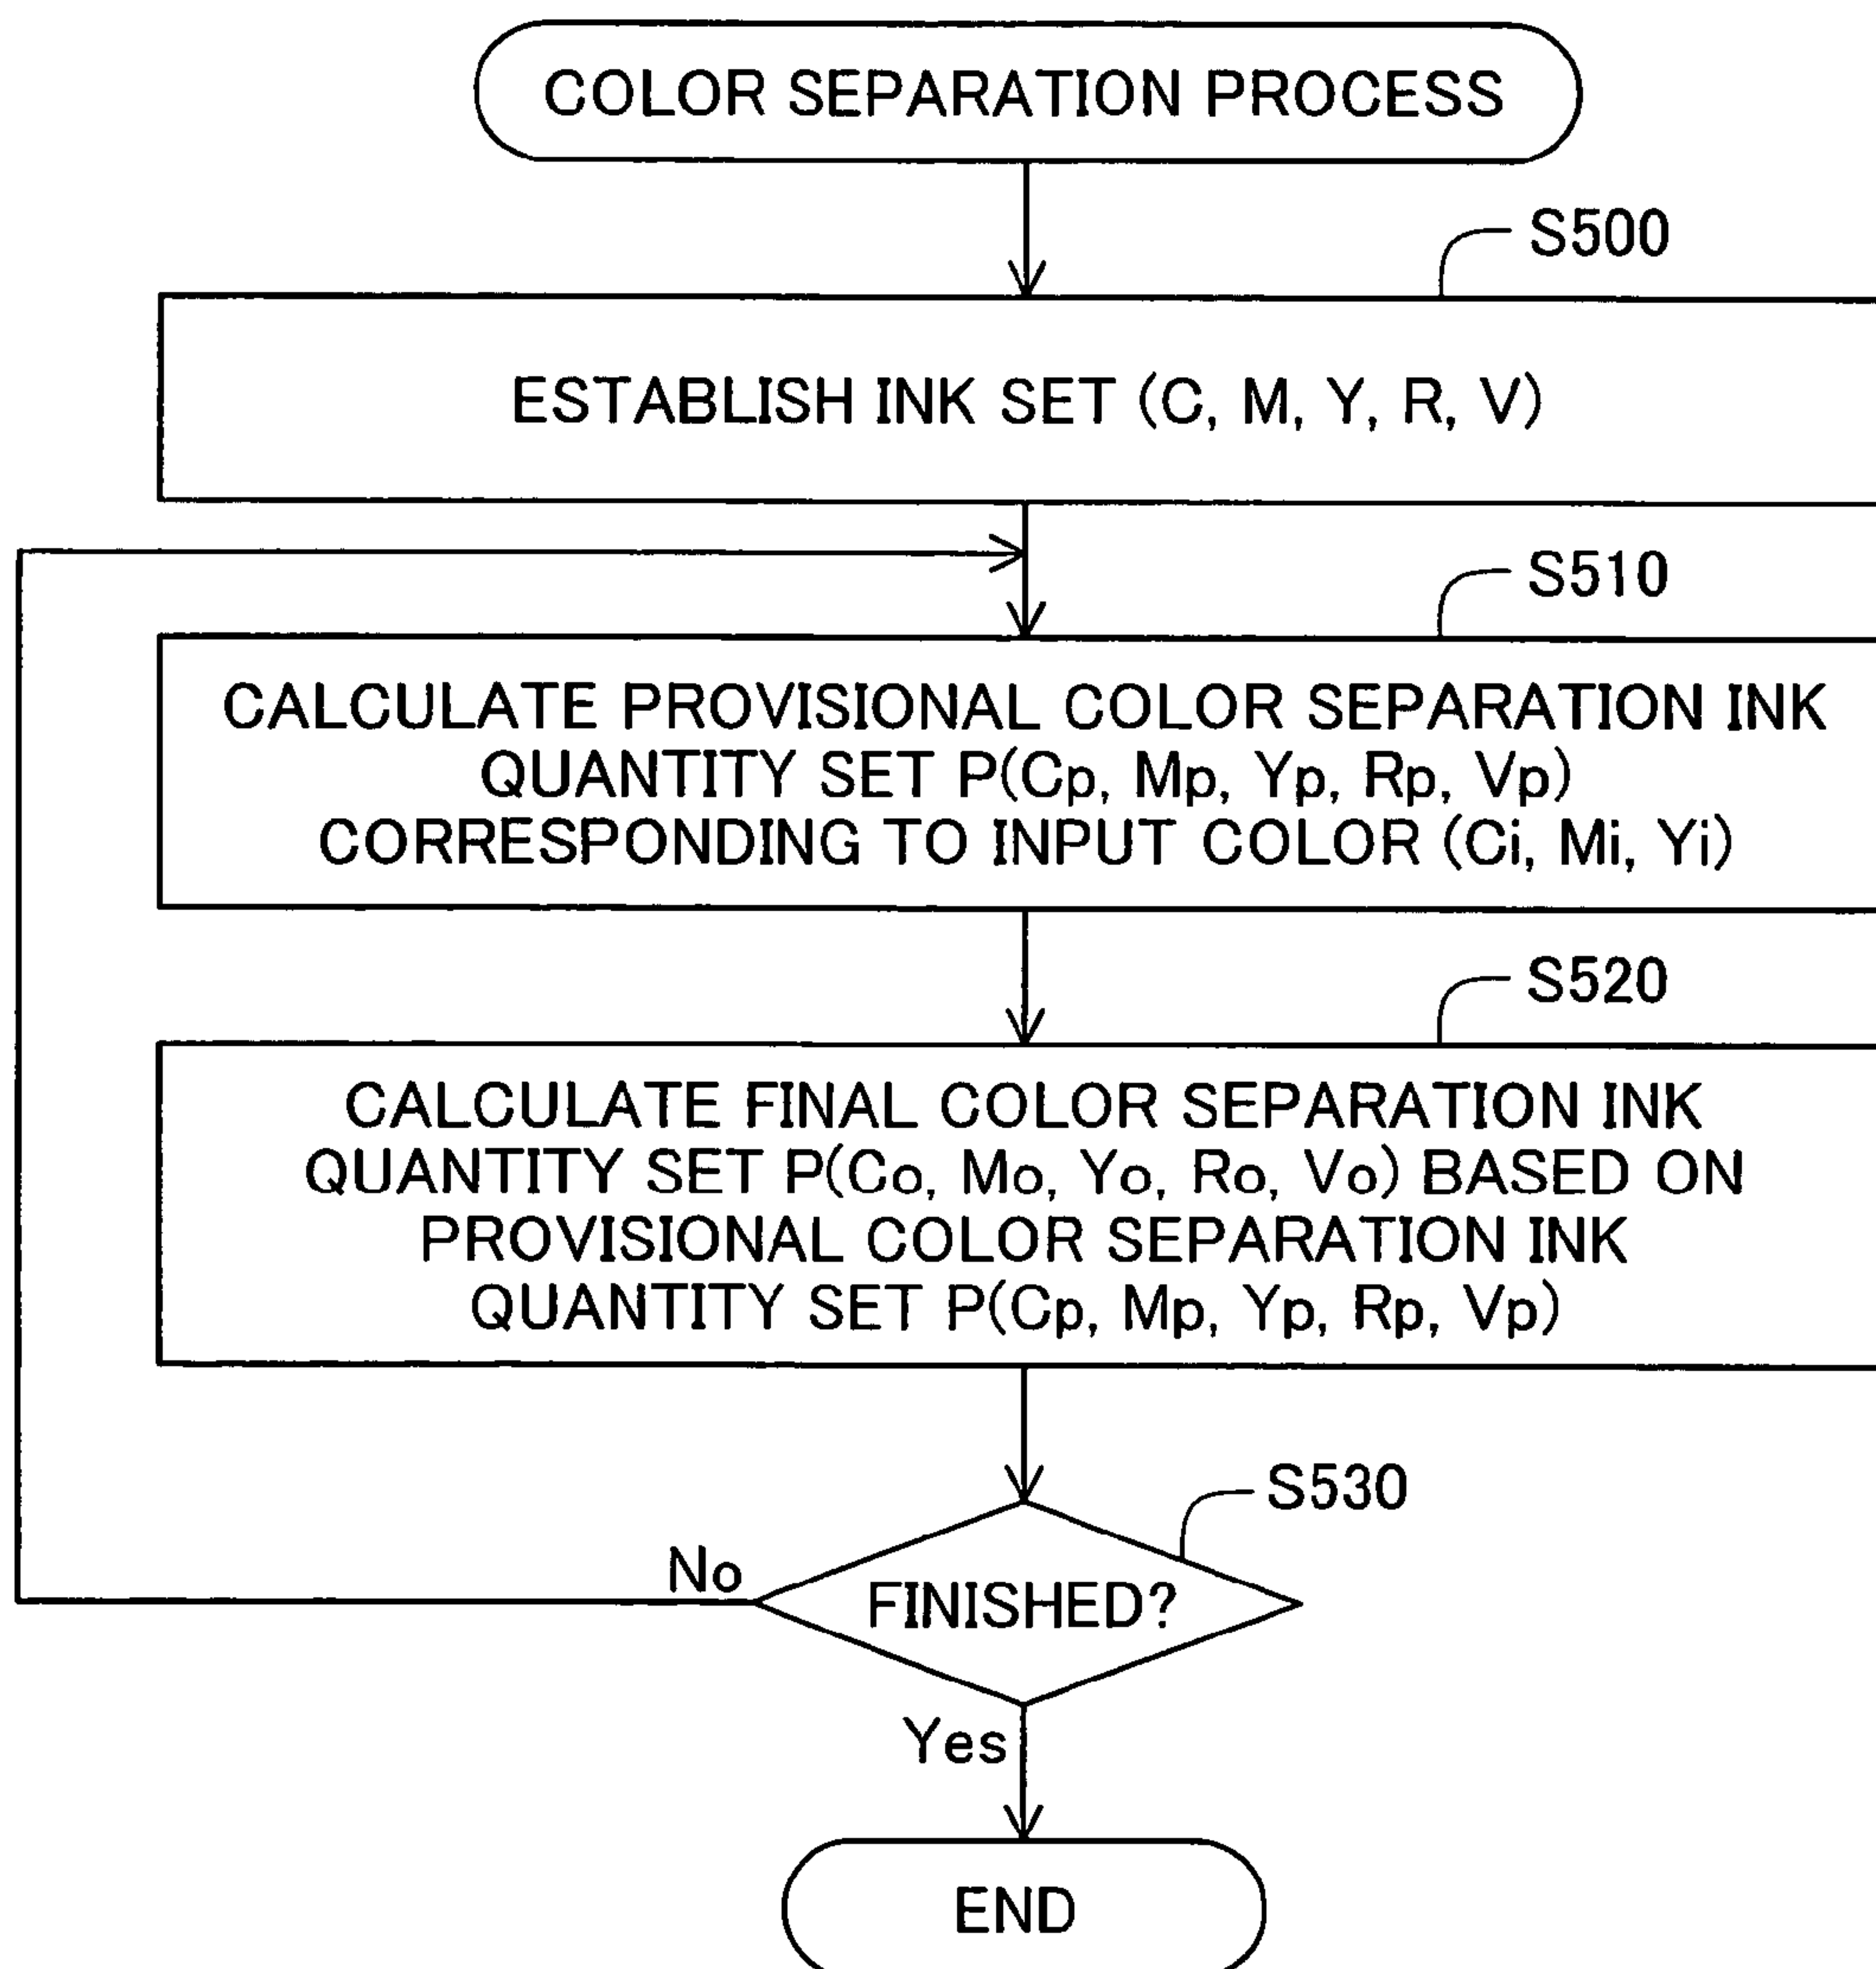 COLOR SEPARATION PROCESS
S500
ESTABLISH INK SET (C, M, Y, R, V)
S510
CALCULATE PROVISIONAL COLOR SEPARATION INK
QUANTITY SET P(Cp, Mp, Yp, Rp, Vp)
CORRESPONDING TO INPUT COLOR (Ci, Mi, Yi)
S520
CALCULATE FINAL COLOR SEPARATION INK
QUANTITY SET P(Co, Mo, Yo, Ro, Vo) BASED ON
PROVISIONAL COLOR SEPARATION INK
QUANTITY SET P(Cp, Mp, Yp, Rp, Vp)
S530
No
FINISHED?
Yes
END